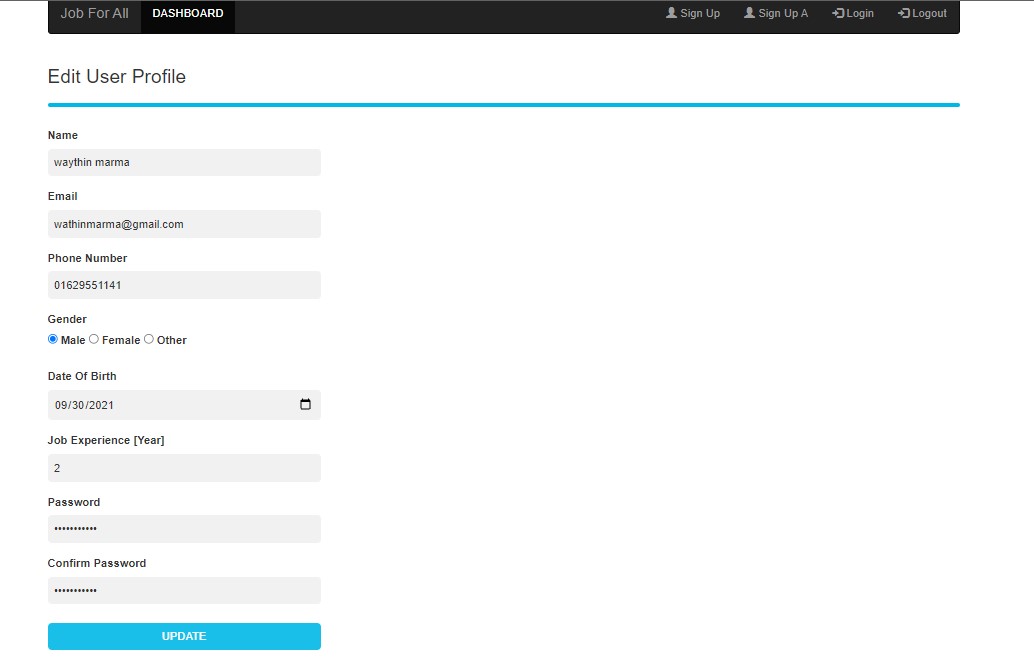 Job For All DASHBOARD Sign Up Sign Up A Login Logout
Edit User Profile
Name
waythin marma
Email
wathinmarma@gmail.com
Phone Number
01629551141
Gender
Male Female Other
Date Of Birth
09/30/2021
Job Experience [Year]
2
Password
•••••••••••
Confirm Password
•••••••••••
UPDATE